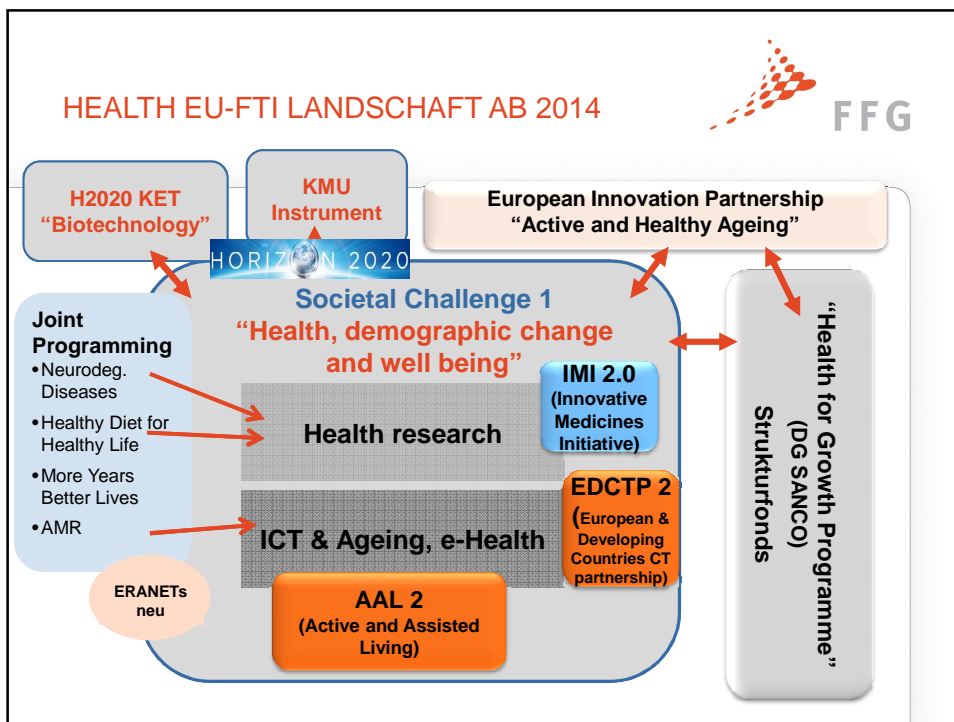 HEALTH EU-FTI LANDSCHAFT AB 2014
FFG
H2020 KET
“Biotechnology”
KMU
Instrument
European Innovation Partnership
“Active and Healthy Ageing”
HORIZON 2020
Societal Challenge 1
“Health, demographic change
and well being”
Joint
Programming
•Neurodeg.
Diseases
•Healthy Diet for
Healthy Life
•More Years
Better Lives
•AMR
Health research
IMI 2.0
(Innovative
Medicines
Initiative)
ICT & Ageing, e-Health
EDCTP 2
(European &
Developing
Countries CT
partnership)
AAL 2
(Active and Assisted
Living)
ERANETs
neu
“Health for Growth Programme”
(DG SANCO)
Strukturfonds